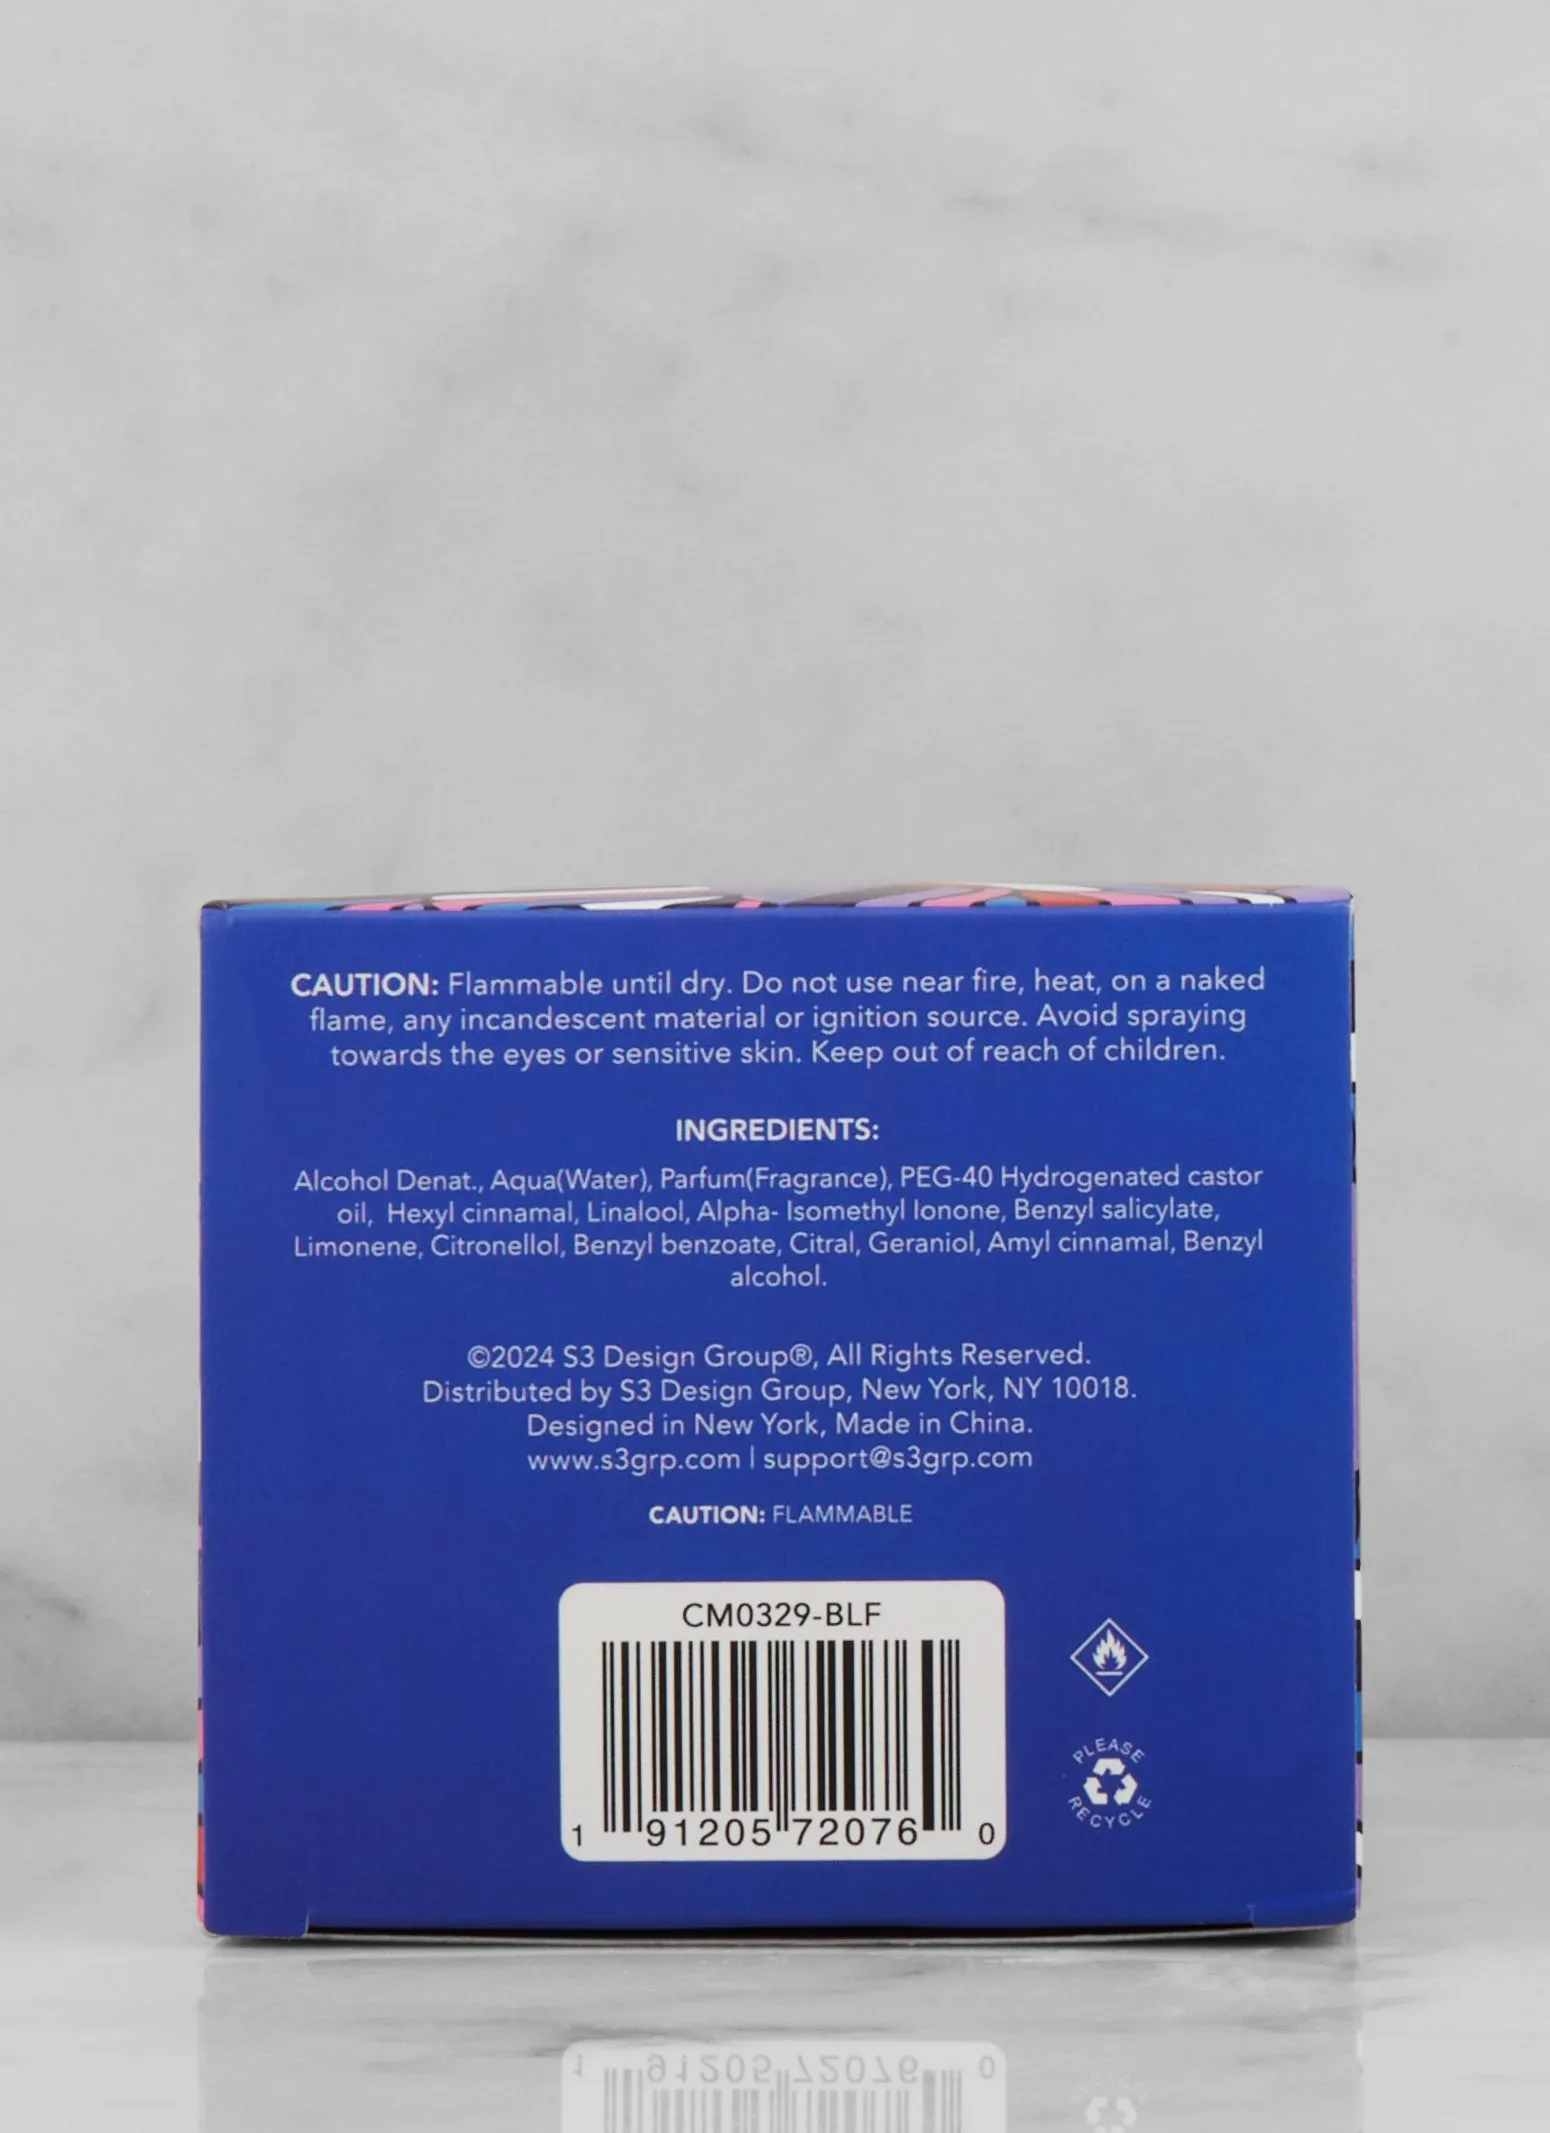 CAUTION: Flammable until dry. Do not use near fire, heat, on a naked
flame, any incandescent material or ignition source. Avoid spraying
towards the eyes or sensitive skin. Keep out of reach of children.
INGREDIENTS:
Alcohol Denat., Aqua(Water), Parfum(Fragrance), PEG-40 Hydrogenated castor
oil, Hexyl cinnamal, Linalool, Alpha- Isomethyl Ionone, Benzyl salicylate,
Limonene, Citronellol, Benzyl benzoate, Citral, Geraniol, Amyl cinnamal, Benzyl
alcohol.
©2024 S3 Design Group®, All Rights Reserved.
Distributed by S3 Design Group, New York, NY 10018.
Designed in New York, Made in China.
www.s3grp.com | support@s3grp.com
CAUTION: FLAMMABLE
CM0329-BLF
1 91205 72076 0
PLEASE
RECYCLE